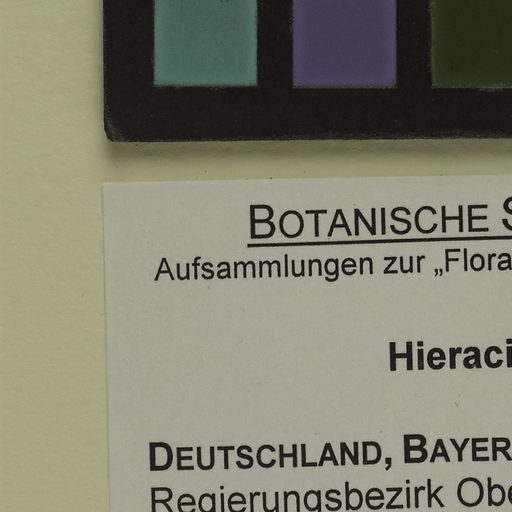 BOTANISCHE
Aufsammlungen zur „Flora
Hieraci
DEUTSCHLAND, BAYER
Regierungsbezirk Obe